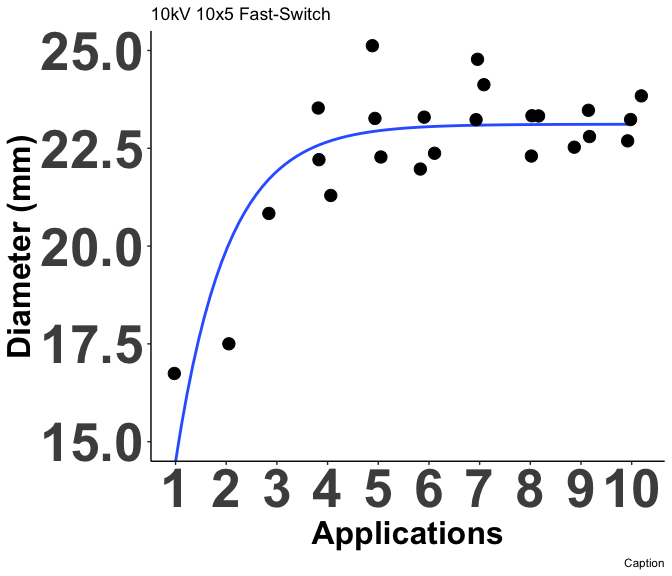 10kV 10x5 Fast-Switch
25.0
22.5
20.0
17.5
15.0
Diameter (mm)
1 2 3 4 5 6 7 8 9 10
Applications
Caption